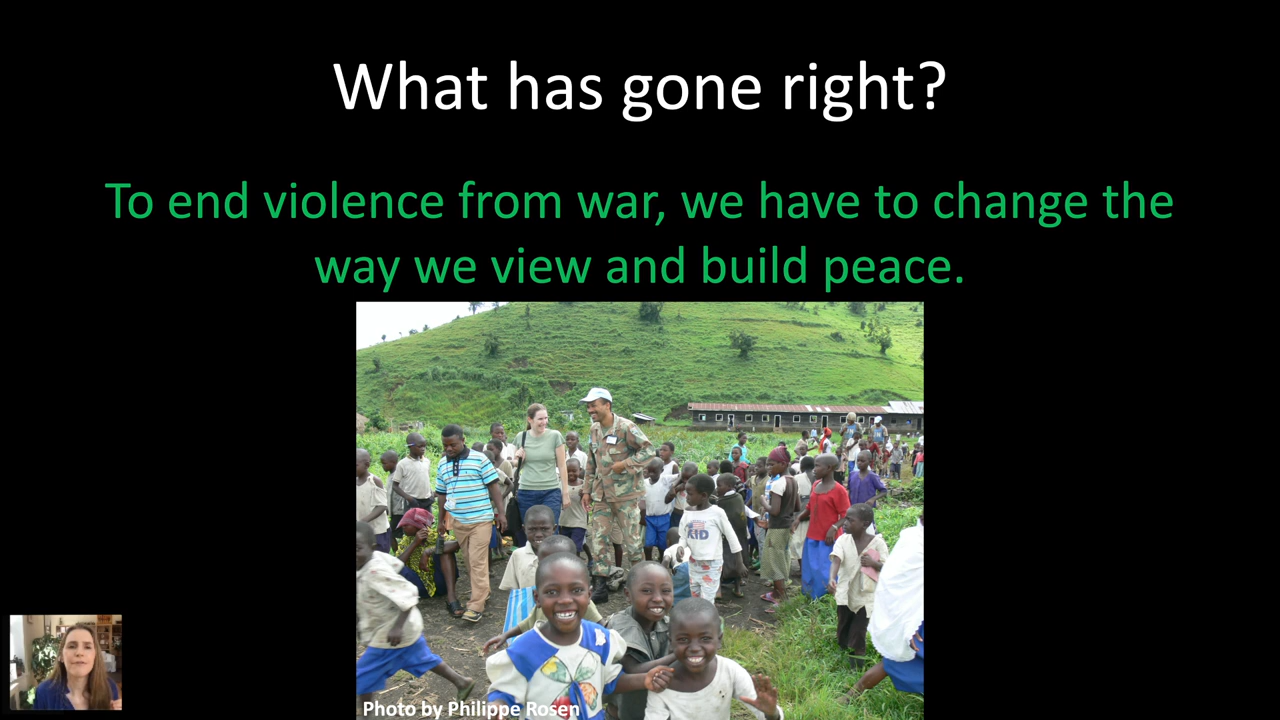 What has gone right?
To end violence from war, we have to change the
way we view and build peace.
KID
Photo by Philippe Rosen